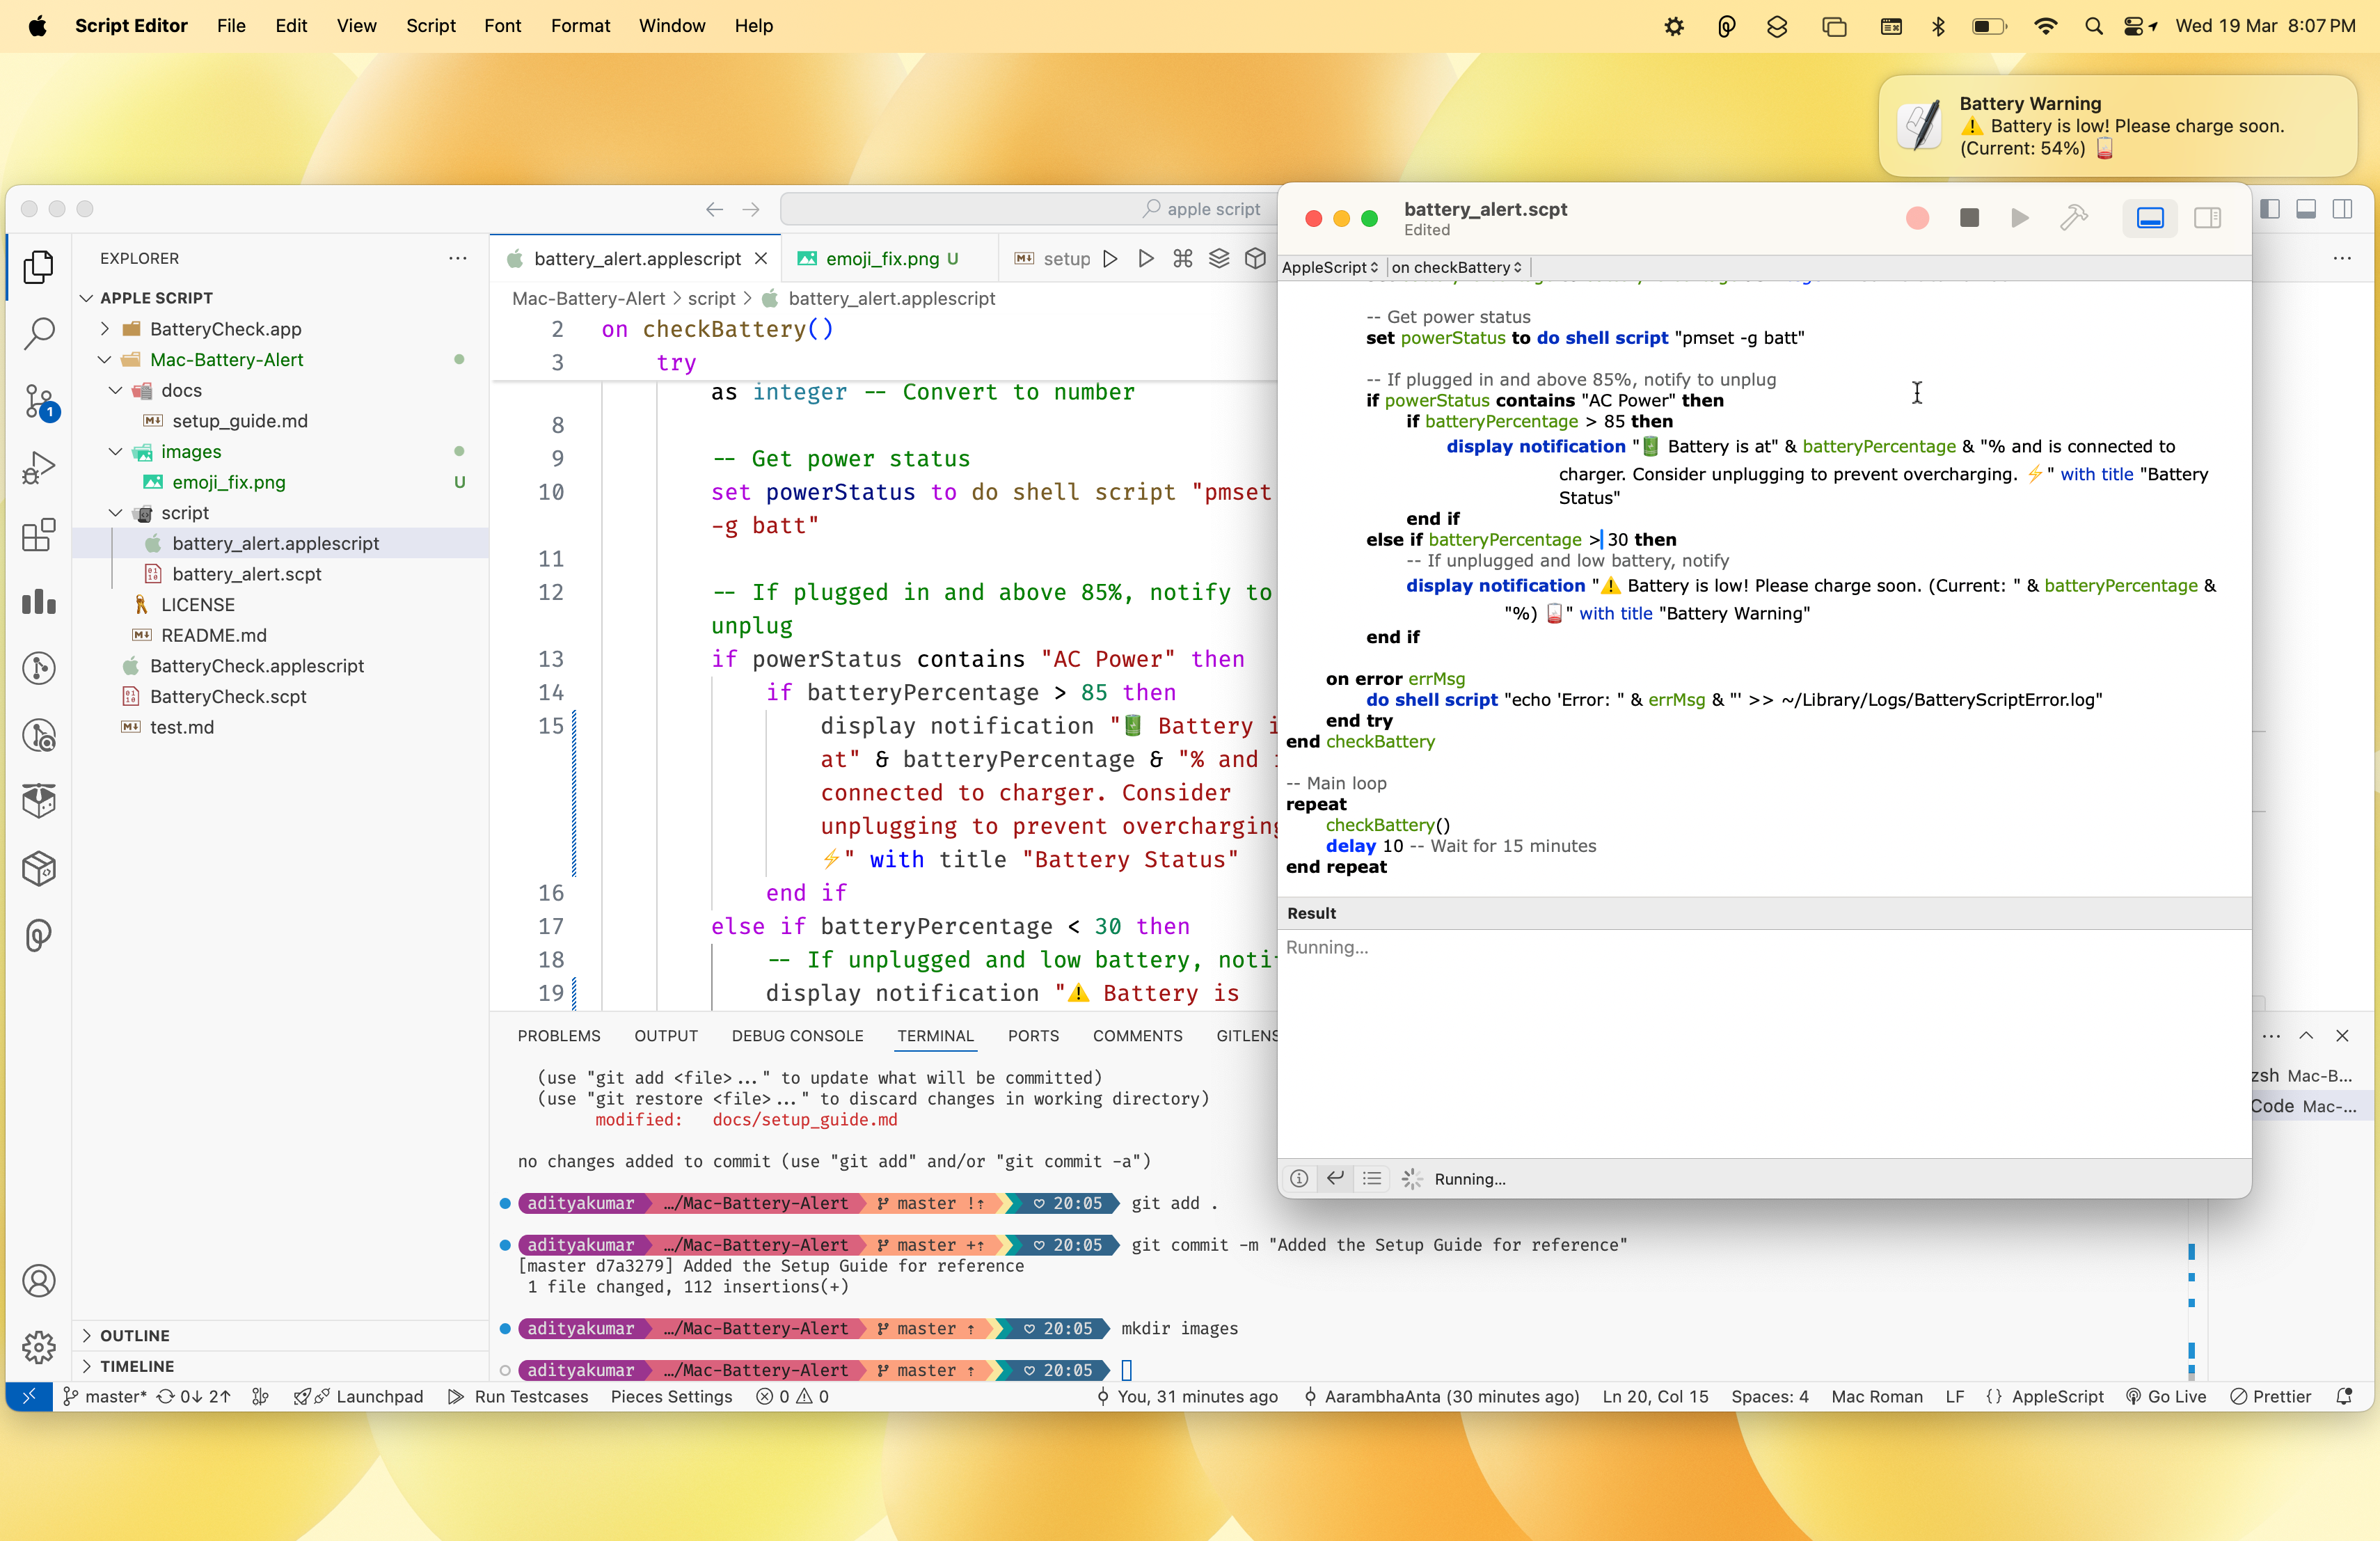 Script Editor File Edit View Script Font Format Window Help Wed 19 Mar 8:07 PM
Battery Warning
⚠️ Battery is low! Please charge soon.
(Current: 54%) 🪫
apple script
EXPLORER
APPLE SCRIPT
BatteryCheck.app
Mac-Battery-Alert
docs
setup_guide.md
images
emoji_fix.png U
script
battery_alert.applescript
battery_alert.scpt
LICENSE
README.md
BatteryCheck.applescript
BatteryCheck.scpt
test.md
OUTLINE
TIMELINE
1
battery_alert.applescript emoji_fix.png U setup
Mac-Battery-Alert > script > battery_alert.applescript
2 on checkBattery()
3 try
as integer -- Convert to number
8
9 -- Get power status
10 set powerStatus to do shell script "pmset
-g batt"
11
12 -- If plugged in and above 85%, notify to
unplug
13 if powerStatus contains "AC Power" then
14 if batteryPercentage > 85 then
15 display notification "🔋 Battery i
at" & batteryPercentage & "% and
connected to charger. Consider
unplugging to prevent overcharging
⚡" with title "Battery Status"
16 end if
17 else if batteryPercentage < 30 then
18 -- If unplugged and low battery, noti
19 display notification "⚠️ Battery is
PROBLEMS OUTPUT DEBUG CONSOLE TERMINAL PORTS COMMENTS GITLENS
(use "git add <file>..." to update what will be committed)
(use "git restore <file>..." to discard changes in working directory)
modified: docs/setup_guide.md
no changes added to commit (use "git add" and/or "git commit -a")
adityakumar …/Mac-Battery-Alert master !↑ ♡ 20:05 git add .
adityakumar …/Mac-Battery-Alert master +↑ ♡ 20:05 git commit -m "Added the Setup Guide for reference"
[master d7a3279] Added the Setup Guide for reference
1 file changed, 112 insertions(+)
adityakumar …/Mac-Battery-Alert master ↑ ♡ 20:05 mkdir images
adityakumar …/Mac-Battery-Alert master ↑ ♡ 20:05
zsh Mac-B...
Code Mac-...
battery_alert.scpt
Edited
AppleScript on checkBattery
-- Get power status
set powerStatus to do shell script "pmset -g batt"
-- If plugged in and above 85%, notify to unplug
if powerStatus contains "AC Power" then
if batteryPercentage > 85 then
display notification "🔋 Battery is at" & batteryPercentage & "% and is connected to
charger. Consider unplugging to prevent overcharging. ⚡" with title "Battery
Status"
end if
else if batteryPercentage > 30 then
-- If unplugged and low battery, notify
display notification "⚠️ Battery is low! Please charge soon. (Current: " & batteryPercentage &
"%) 🪫" with title "Battery Warning"
end if
on error errMsg
do shell script "echo 'Error: " & errMsg & "' >> ~/Library/Logs/BatteryScriptError.log"
end try
end checkBattery
-- Main loop
repeat
checkBattery()
delay 10 -- Wait for 15 minutes
end repeat
Result
Running...
Running...
master* 0↓ 2↑ Launchpad Run Testcases Pieces Settings 0 0 You, 31 minutes ago AarambhaAnta (30 minutes ago) Ln 20, Col 15 Spaces: 4 Mac Roman LF {} AppleScript Go Live Prettier